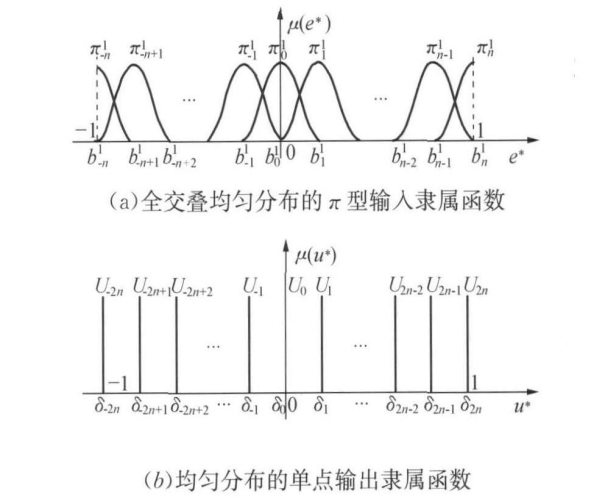 μ(e*)
π¹₋ₙ π¹₋ₙ₊₁ π¹₋₁ π¹₀ π¹₁ π¹ₙ₋₁ π¹ₙ
... ...
−1 0 1
b¹₋ₙ b¹₋ₙ₊₁ b¹₋ₙ₊₂ b¹₋₁ b¹₀ b¹₁ b¹ₙ₋₂ b¹ₙ₋₁ b¹ₙ e*
(a)全交叠均匀分布的π型输入隶属函数
μ(u*)
U₋₂ₙ U₋₂ₙ₊₁ U₋₂ₙ₊₂ U₋₁ U₀ U₁ U₂ₙ₋₂ U₂ₙ₋₁ U₂ₙ
... ...
−1 1
δ₋₂ₙ δ₋₂ₙ₊₁ δ₋₂ₙ₊₂ ... δ₋₁ δ₀ 0 δ₁ ... δ₂ₙ₋₂ δ₂ₙ₋₁ δ₂ₙ u*
(b)均匀分布的单点输出隶属函数